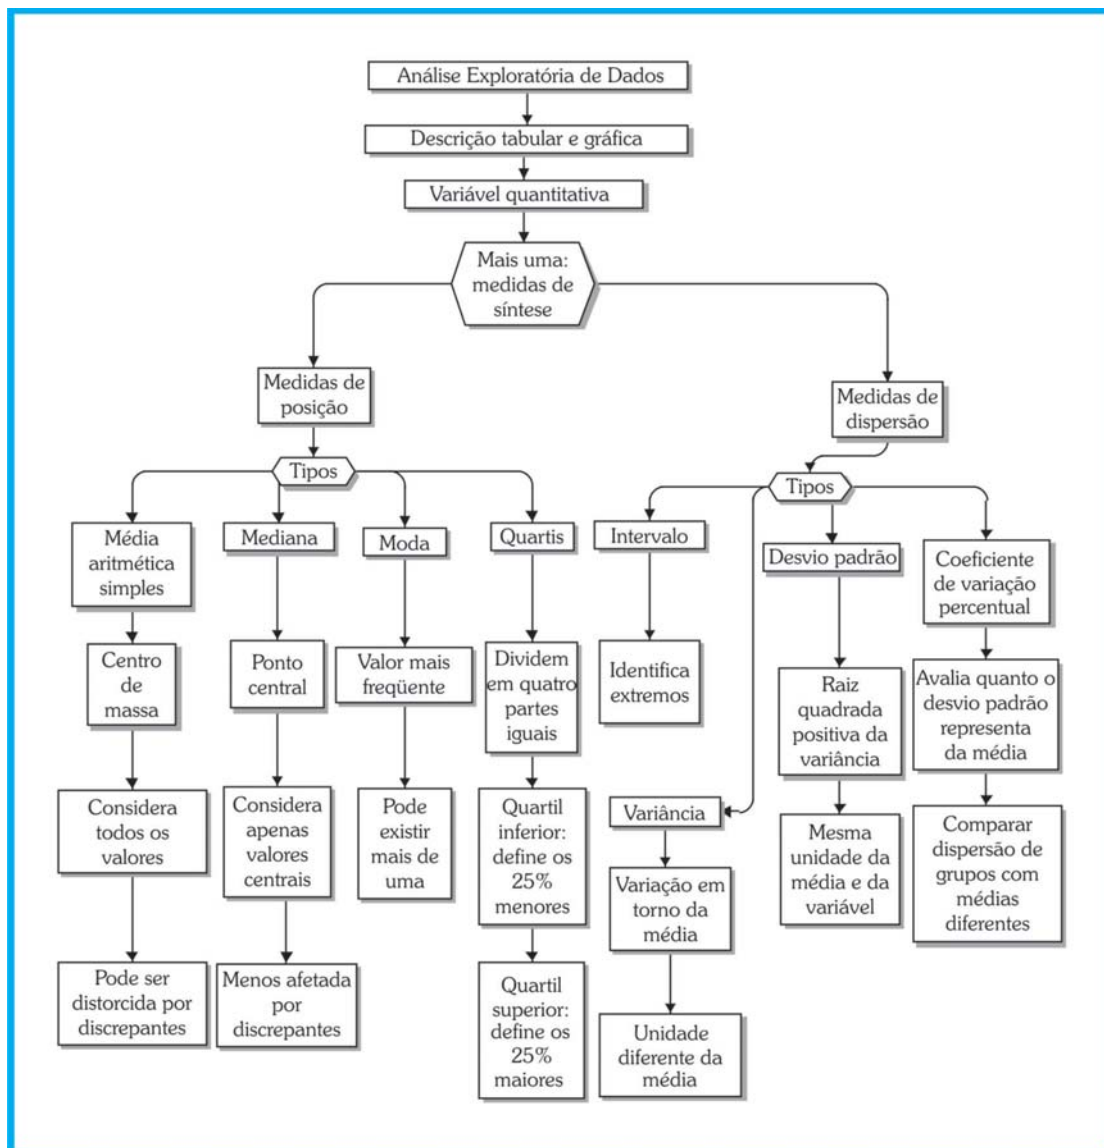 Análise Exploratória de Dados
Descrição tabular e gráfica
Variável quantitativa
Mais uma:
medidas de
síntese
Medidas de
posição
Tipos
Média
aritmética
simples
Centro
de
massa
Considera
todos os
valores
Pode ser
distorcida por
discrepantes
Mediana
Ponto
central
Considera
apenas
valores
centrais
Menos afetada
por
discrepantes
Moda
Valor mais
freqüente
Pode
existir
mais de
uma
Quartis
Dividem
em quatro
partes
iguais
Quartil
inferior:
define os
25%
menores
Quartil
superior:
define os
25%
maiores
Medidas de
dispersão
Tipos
Intervalo
Identifica
extremos
Variância
Variação em
torno da
média
Unidade
diferente da
média
Desvio padrão
Raiz
quadrada
positiva da
variância
Mesma
unidade da
média e da
variável
Coeficiente
de variação
percentual
Avalia quanto o
desvio padrão
representa
da média
Comparar
dispersão de
grupos com
médias
diferentes